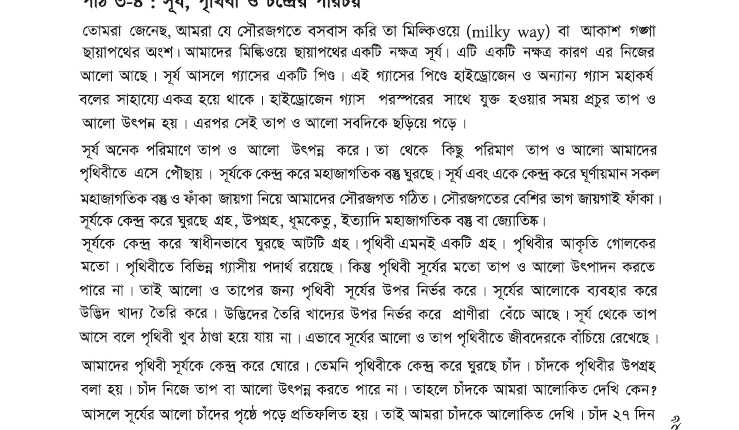 পাঠ ৩-৪ : সূর্য, পৃথিবী ও চন্দ্রের পরিচয়
তোমরা জেনেছ, আমরা যে সৌরজগতে বসবাস করি তা মিল্কিওয়ে (milky way) বা আকাশ গঙ্গা
ছায়াপথের অংশ। আমাদের মিল্কিওয়ে ছায়াপথের একটি নক্ষত্র সূর্য। এটি একটি নক্ষত্র কারণ এর নিজের
আলো আছে। সূর্য আসলে গ্যাসের একটি পিণ্ড। এই গ্যাসের পিণ্ডে হাইড্রোজেন ও অন্যান্য গ্যাস মহাকর্ষ
বলের সাহায্যে একত্র হয়ে থাকে। হাইড্রোজেন গ্যাস পরস্পরের সাথে যুক্ত হওয়ার সময় প্রচুর তাপ ও
আলো উৎপন্ন হয়। এরপর সেই তাপ ও আলো সবদিকে ছড়িয়ে পড়ে।
সূর্য অনেক পরিমাণে তাপ ও আলো উৎপন্ন করে। তা থেকে কিছু পরিমাণ তাপ ও আলো আমাদের
পৃথিবীতে এসে পৌছায়। সূর্যকে কেন্দ্র করে মহাজাগতিক বস্তু ঘুরছে। সূর্য এবং একে কেন্দ্র করে ঘূর্ণায়মান সকল
মহাজাগতিক বস্তু ও ফাঁকা জায়গা নিয়ে আমাদের সৌরজগত গঠিত। সৌরজগতের বেশির ভাগ জায়গাই ফাঁকা।
সূর্যকে কেন্দ্র করে ঘুরছে গ্রহ, উপগ্রহ, ধূমকেতু, ইত্যাদি মহাজাগতিক বস্তু বা জ্যোতিষ্ক।
সূর্যকে কেন্দ্র করে স্বাধীনভাবে ঘুরছে আটটি গ্রহ। পৃথিবী এমনই একটি গ্রহ। পৃথিবীর আকৃতি গোলকের
মতো। পৃথিবীতে বিভিন্ন গ্যাসীয় পদার্থ রয়েছে। কিন্তু পৃথিবী সূর্যের মতো তাপ ও আলো উৎপাদন করতে
পারে না। তাই আলো ও তাপের জন্য পৃথিবী সূর্যের উপর নির্ভর করে। সূর্যের আলোকে ব্যবহার করে
উদ্ভিদ খাদ্য তৈরি করে। উদ্ভিদের তৈরি খাদ্যের উপর নির্ভর করে প্রাণীরা বেঁচে আছে। সূর্য থেকে তাপ
আসে বলে পৃথিবী খুব ঠাণ্ডা হয়ে যায় না। এভাবে সূর্যের আলো ও তাপ পৃথিবীতে জীবদেরকে বাঁচিয়ে রেখেছে।
আমাদের পৃথিবী সূর্যকে কেন্দ্র করে ঘোরে। তেমনি পৃথিবীকে কেন্দ্র করে ঘুরছে চাঁদ। চাঁদকে পৃথিবীর উপগ্রহ
বলা হয়। চাঁদ নিজে তাপ বা আলো উৎপন্ন করতে পারে না। তাহলে চাঁদকে আমরা আলোকিত দেখি কেন?
আসলে সূর্যের আলো চাঁদের পৃষ্ঠে পড়ে প্রতিফলিত হয়। তাই আমরা চাঁদকে আলোকিত দেখি। চাঁদ ২৭ দিন